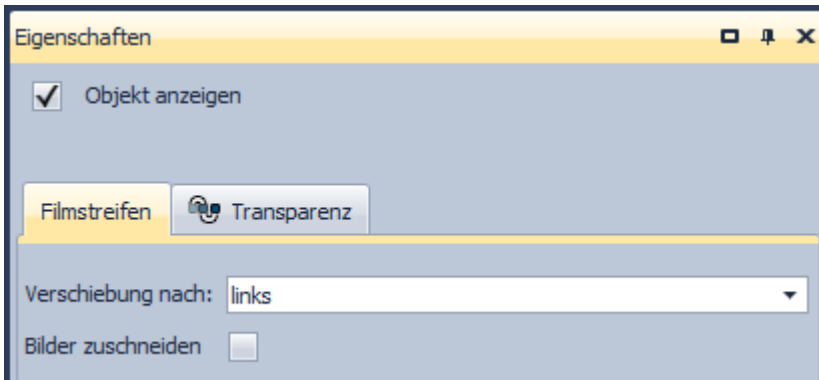 Eigenschaften
Objekt anzeigen
Filmstreifen Transparenz
Verschiebung nach: links
Bilder zuschneiden